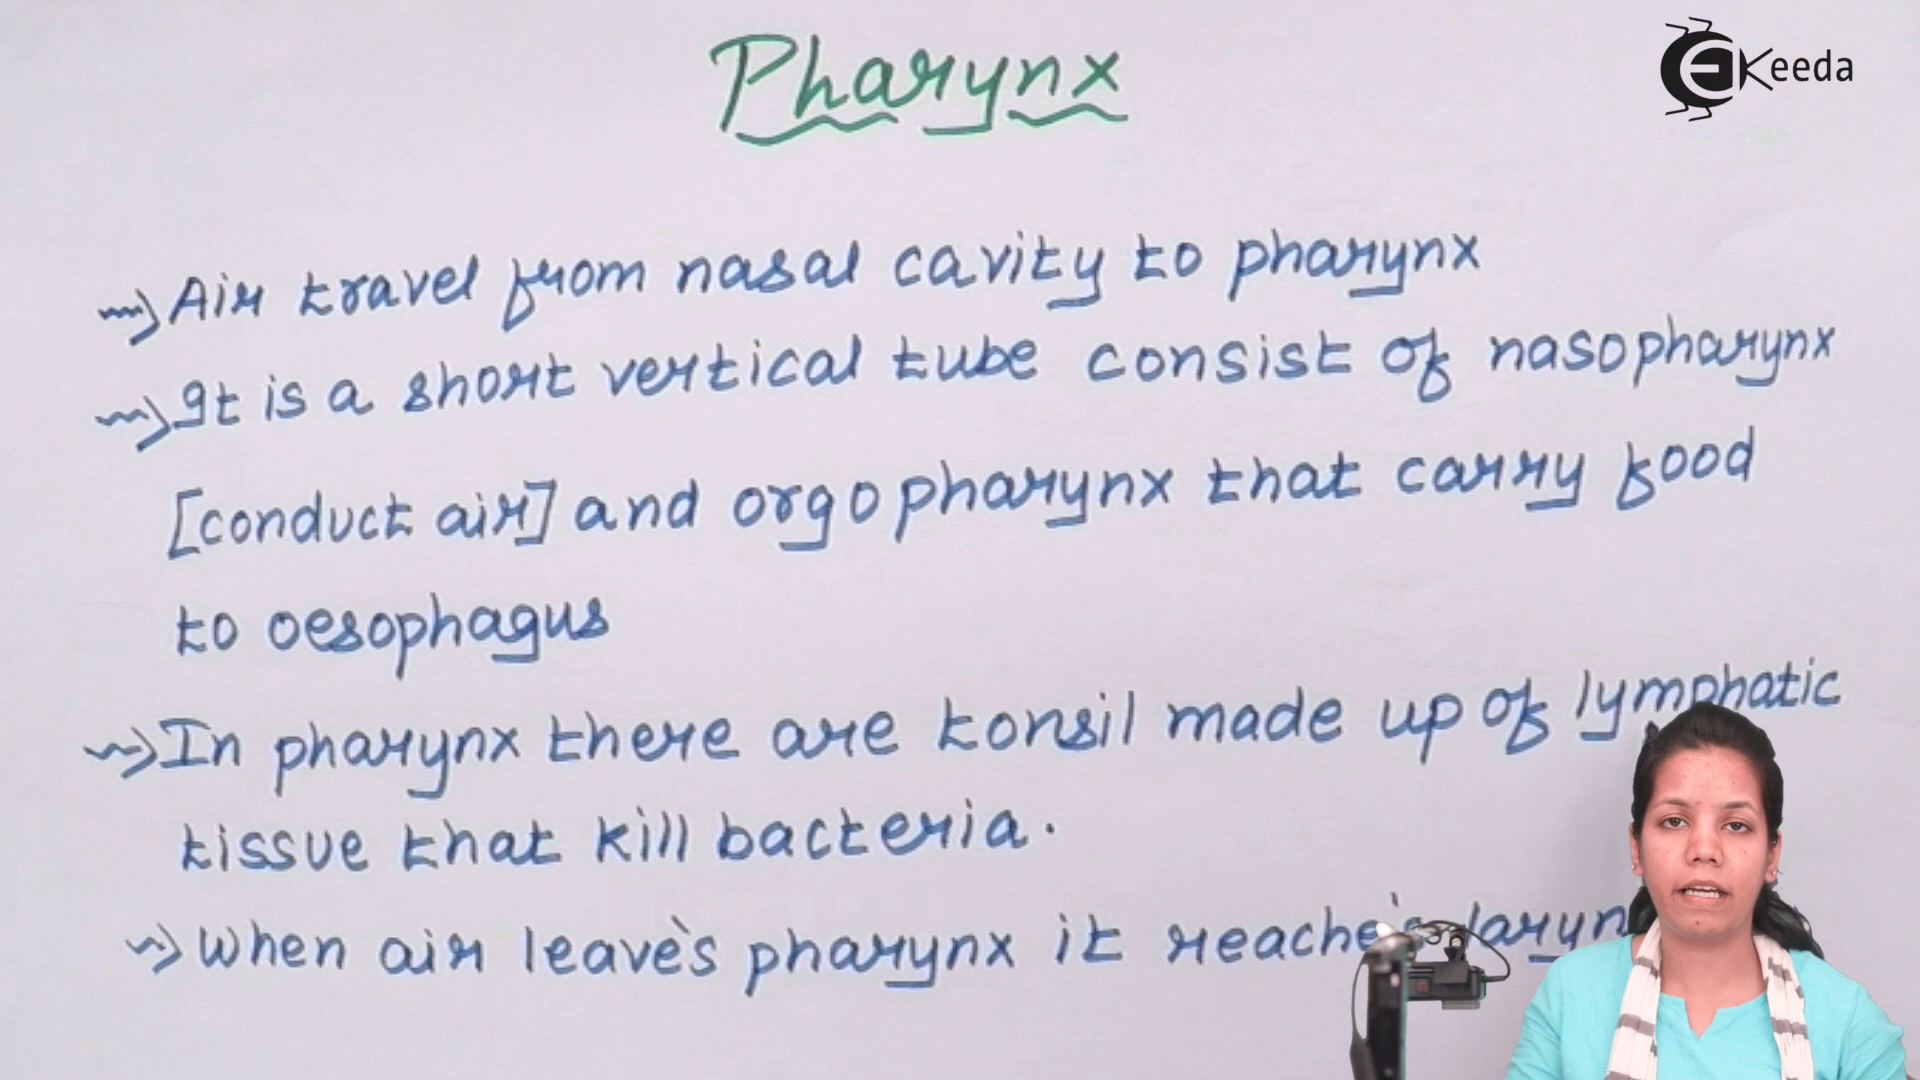 Pharynx
EKeeda
Air travel from nasal cavity to pharynx
It is a short vertical tube consist of nasopharynx
[conduct air] and orgopharynx that carry food
to oesophagus
In pharynx there are tonsil made up of lymphatic
tissue that kill bacteria.
When air leave's pharynx it reache's